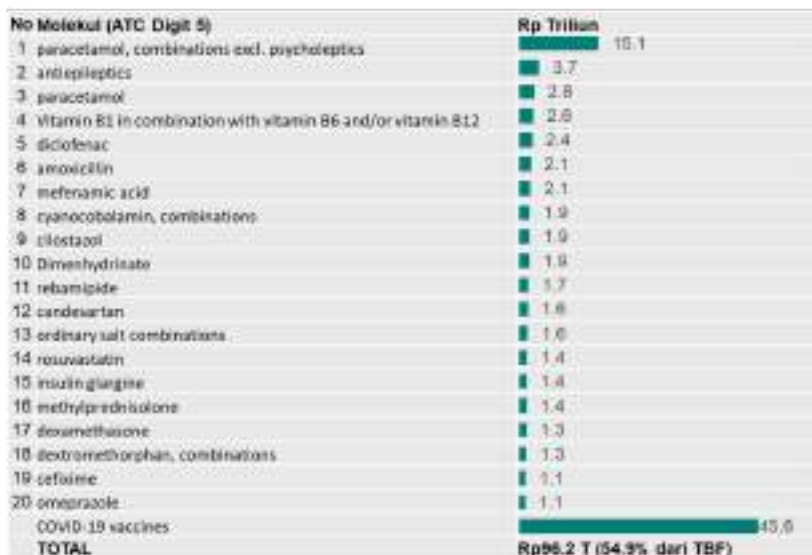 No Molekul (ATC Digit 5) Rp Triliun
1 paracetamol, combinations excl. psycholeptics 15.1
2 antiepileptics 3.7
3 paracetamol 2.8
4 Vitamin B1 in combination with vitamin B6 and/or vitamin B12 2.6
5 diclofenac 2.4
6 amoxicillin 2.1
7 mefenamic acid 2.1
8 cyanocobalamin, combinations 1.9
9 cilostazol 1.9
10 Dimenhydrinate 1.9
11 rebamipide 1.7
12 candesartan 1.6
13 ordinary salt combinations 1.6
14 rosuvastatin 1.4
15 insulin glargine 1.4
16 methylprednisolone 1.4
17 dexamethasone 1.3
18 dextromethorphan, combinations 1.3
19 cefixime 1.1
20 omeprazole 1.1
COVID-19 vaccines 45,6
TOTAL Rp96.2 T (54.9% dari TBF)